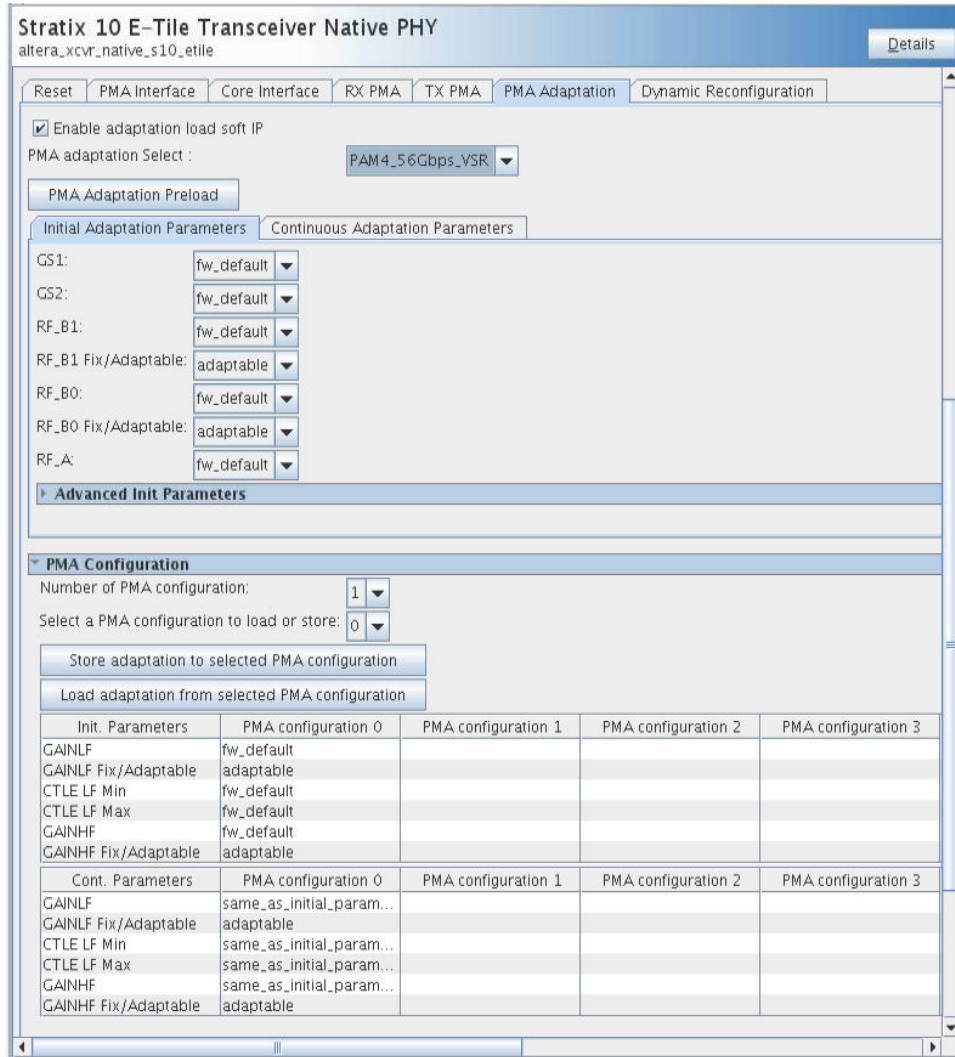 Stratix 10 E-Tile Transceiver Native PHY
altera_xcvr_native_s10_etile
Details
Reset PMA Interface Core Interface RX PMA TX PMA PMA Adaptation Dynamic Reconfiguration
Enable adaptation load soft IP
PMA adaptation Select : PAM4_56Gbps_VSR
PMA Adaptation Preload
Initial Adaptation Parameters Continuous Adaptation Parameters
GS1: fw_default
GS2: fw_default
RF_B1: fw_default
RF_B1 Fix/Adaptable: adaptable
RF_B0: fw_default
RF_B0 Fix/Adaptable: adaptable
RF_A: fw_default
Advanced Init Parameters
PMA Configuration
Number of PMA configuration: 1
Select a PMA configuration to load or store: 0
Store adaptation to selected PMA configuration
Load adaptation from selected PMA configuration
Init. Parameters PMA configuration 0 PMA configuration 1 PMA configuration 2 PMA configuration 3
GAINLF fw_default
GAINLF Fix/Adaptable adaptable
CTLE LF Min fw_default
CTLE LF Max fw_default
GAINHF fw_default
GAINHF Fix/Adaptable adaptable
Cont. Parameters PMA configuration 0 PMA configuration 1 PMA configuration 2 PMA configuration 3
GAINLF same_as_initial_param...
GAINLF Fix/Adaptable adaptable
CTLE LF Min same_as_initial_param...
CTLE LF Max same_as_initial_param...
GAINHF same_as_initial_param...
GAINHF Fix/Adaptable adaptable